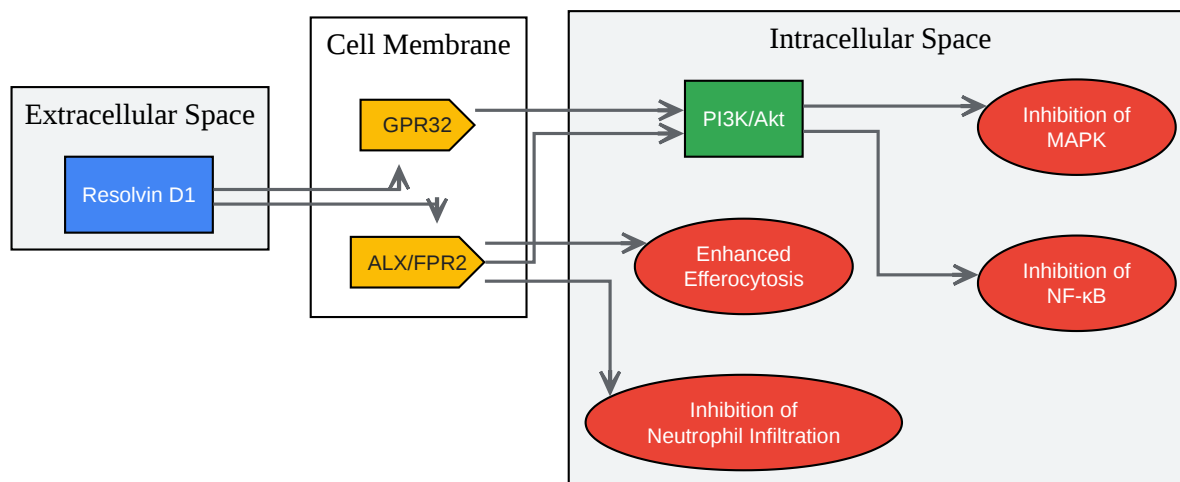 Extracellular Space
Resolvin D1
Cell Membrane
GPR32
ALX/FPR2
Intracellular Space
PI3K/Akt
Inhibition of
MAPK
Enhanced
Efferocytosis
Inhibition of
NF-κB
Inhibition of
Neutrophil Infiltration